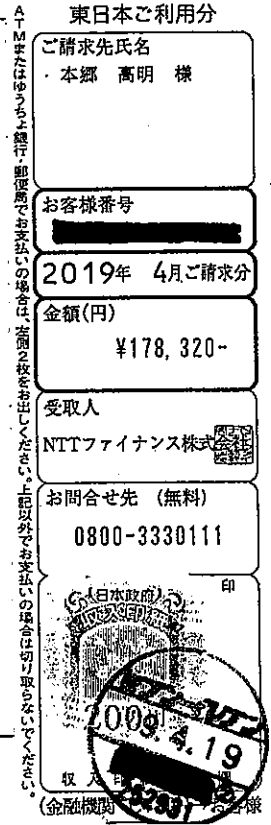 東日本ご利用分
ご請求先氏名
本郷 高明 様
お客様番号
2019年 4月ご請求分
金額(円)
¥178,320-
受取人
NTTファイナンス株式会社
お問合せ先 (無料)
0800-3330111
印
日本政府
収入印紙
200
9.4.19
(金融機関
お客様
ATMまたはゆうちょ銀行・郵便局でお支払いの場合は、左側2枚をお出しください。上記以外でお支払いの場合は切り取らないでください。